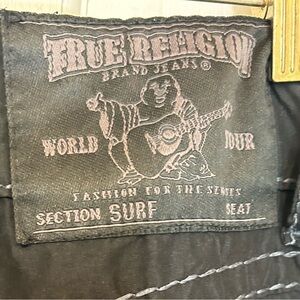 TRUE RELIGION
BRAND JEANS®
WORLD TOUR
FASHION FOR THE SENSES
SECTION SURF SEAT